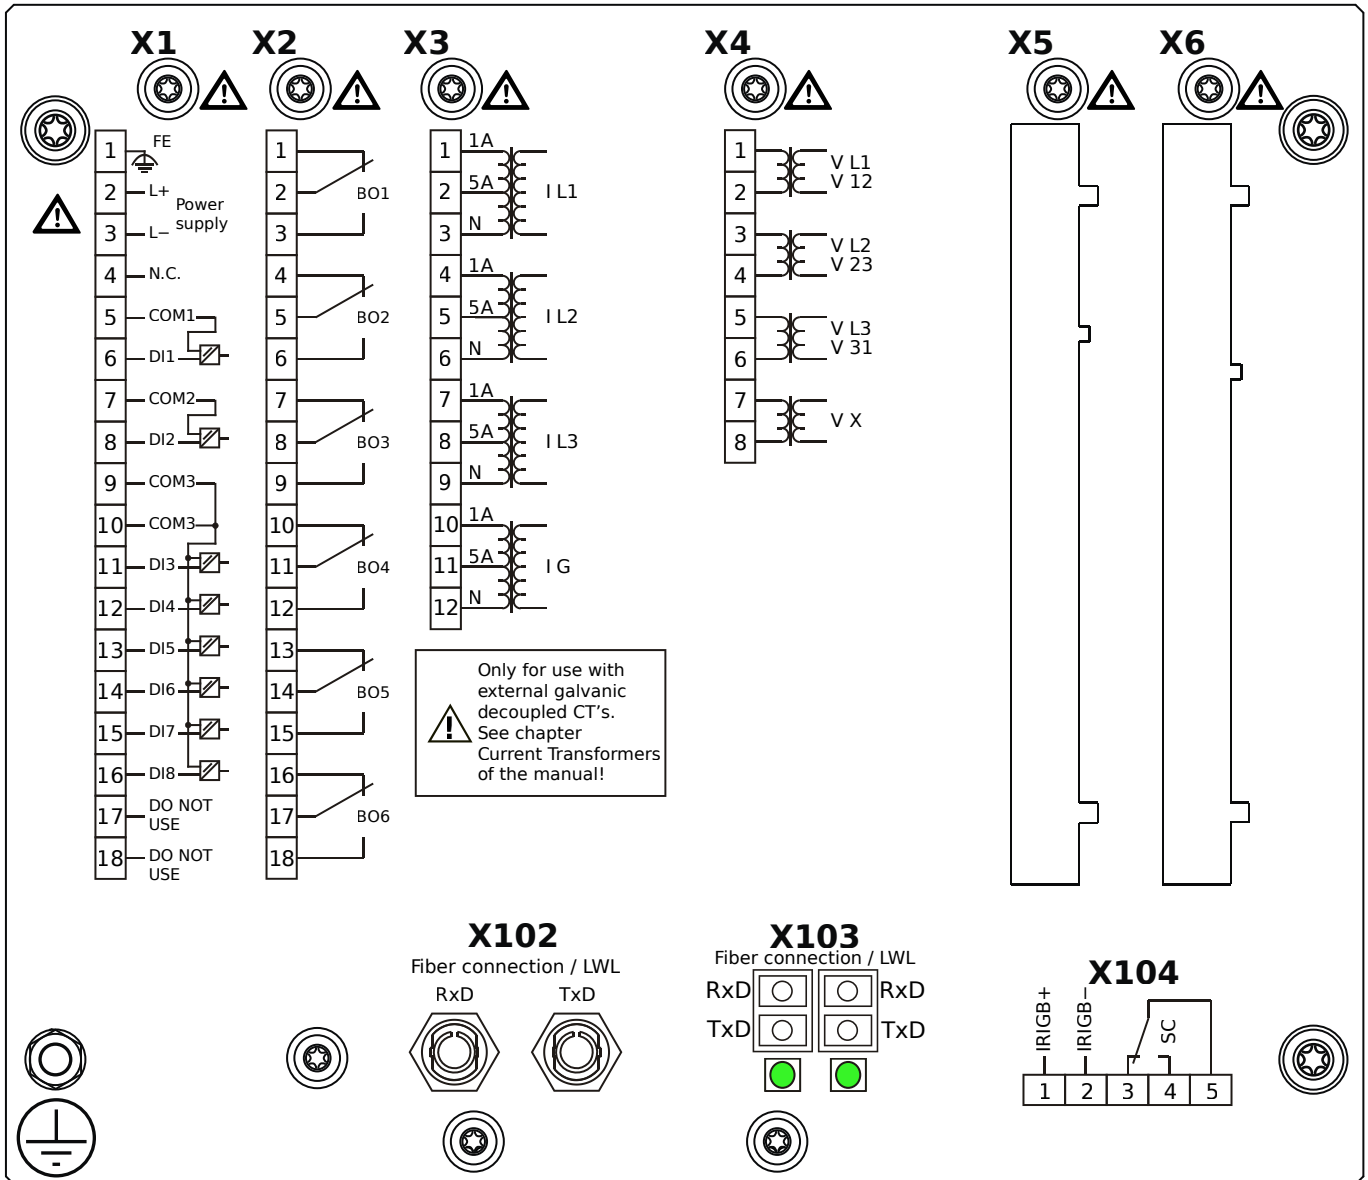 X1
X2
X3
X4
X5
X6
1 FE
2 L+
Power
supply
3 L−
4 N.C.
5 COM1
6 DI1
7 COM2
8 DI2
9 COM3
10 COM3
11 DI3
12 DI4
13 DI5
14 DI6
15 DI7
16 DI8
17 DO NOT
USE
18 DO NOT
USE
1
2 BO1
3
4
5 BO2
6
7
8 BO3
9
10
11 BO4
12
13
14 BO5
15
16
17 BO6
18
1 1A
2 5A I L1
3 N
4 1A
5 5A I L2
6 N
7 1A
8 5A I L3
9 N
10 1A
11 5A I G
12 N
Only for use with
external galvanic
decoupled CT's.
See chapter
Current Transformers
of the manual!
1 V L1
2 V 12
3 V L2
4 V 23
5 V L3
6 V 31
7 V X
8
X102
Fiber connection / LWL
RxD TxD
X103
Fiber connection / LWL
RxD RxD
TxD TxD
X104
IRIGB+
IRIGB−
SC
1 2 3 4 5